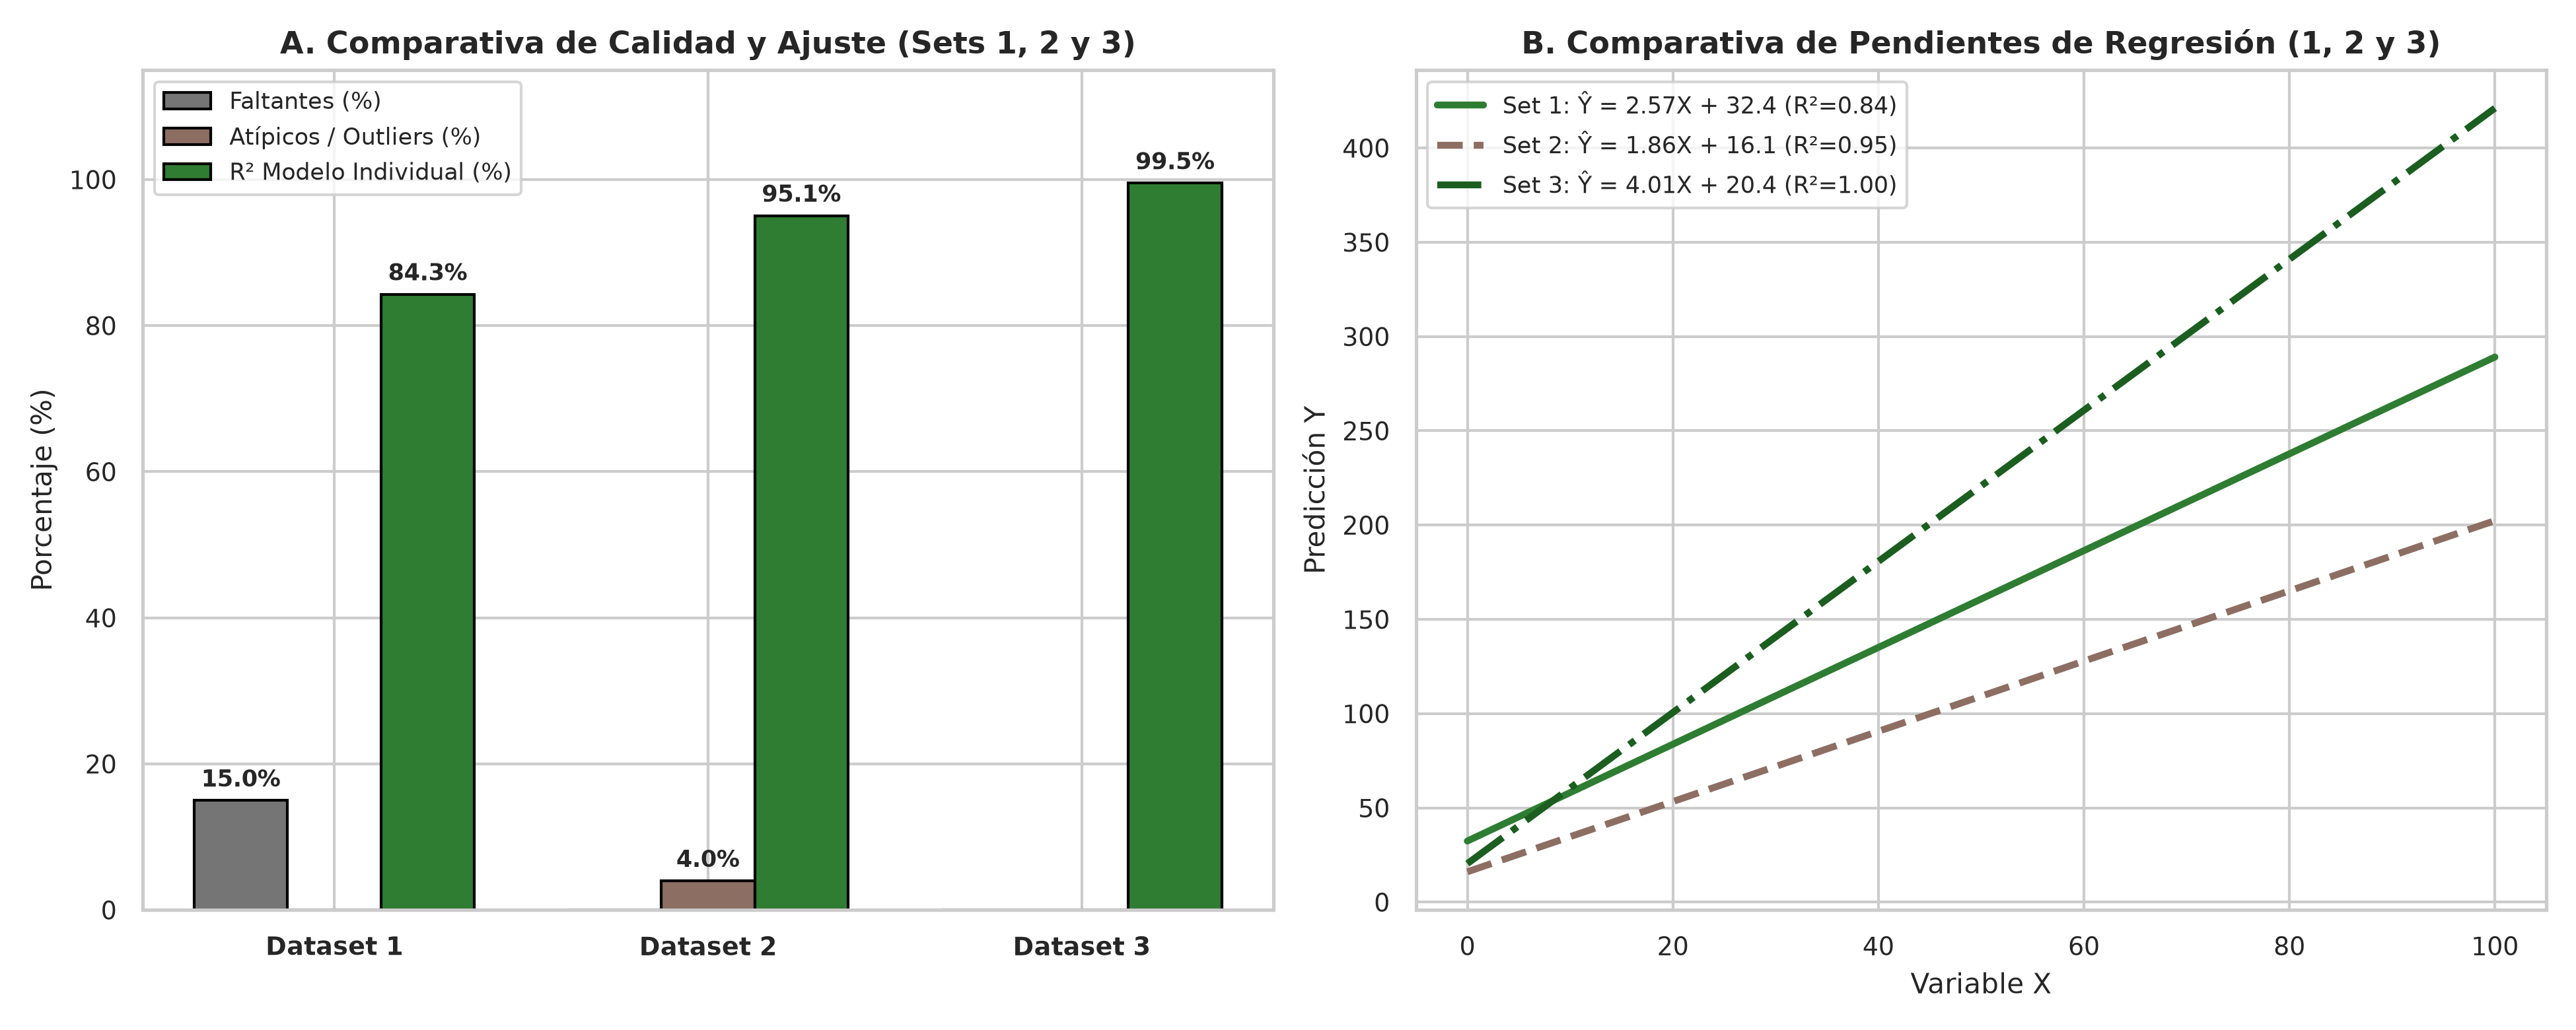 A. Comparativa de Calidad y Ajuste (Sets 1, 2 y 3)
Faltantes (%)
Atípicos / Outliers (%)
R² Modelo Individual (%)
Porcentaje (%)
100
80
60
40
20
0
15.0%
84.3%
4.0%
95.1%
99.5%
Dataset 1
Dataset 2
Dataset 3
B. Comparativa de Pendientes de Regresión (1, 2 y 3)
Set 1: Ŷ = 2.57X + 32.4 (R²=0.84)
Set 2: Ŷ = 1.86X + 16.1 (R²=0.95)
Set 3: Ŷ = 4.01X + 20.4 (R²=1.00)
Predicción Y
400
350
300
250
200
150
100
50
0
0
20
40
60
80
100
Variable X